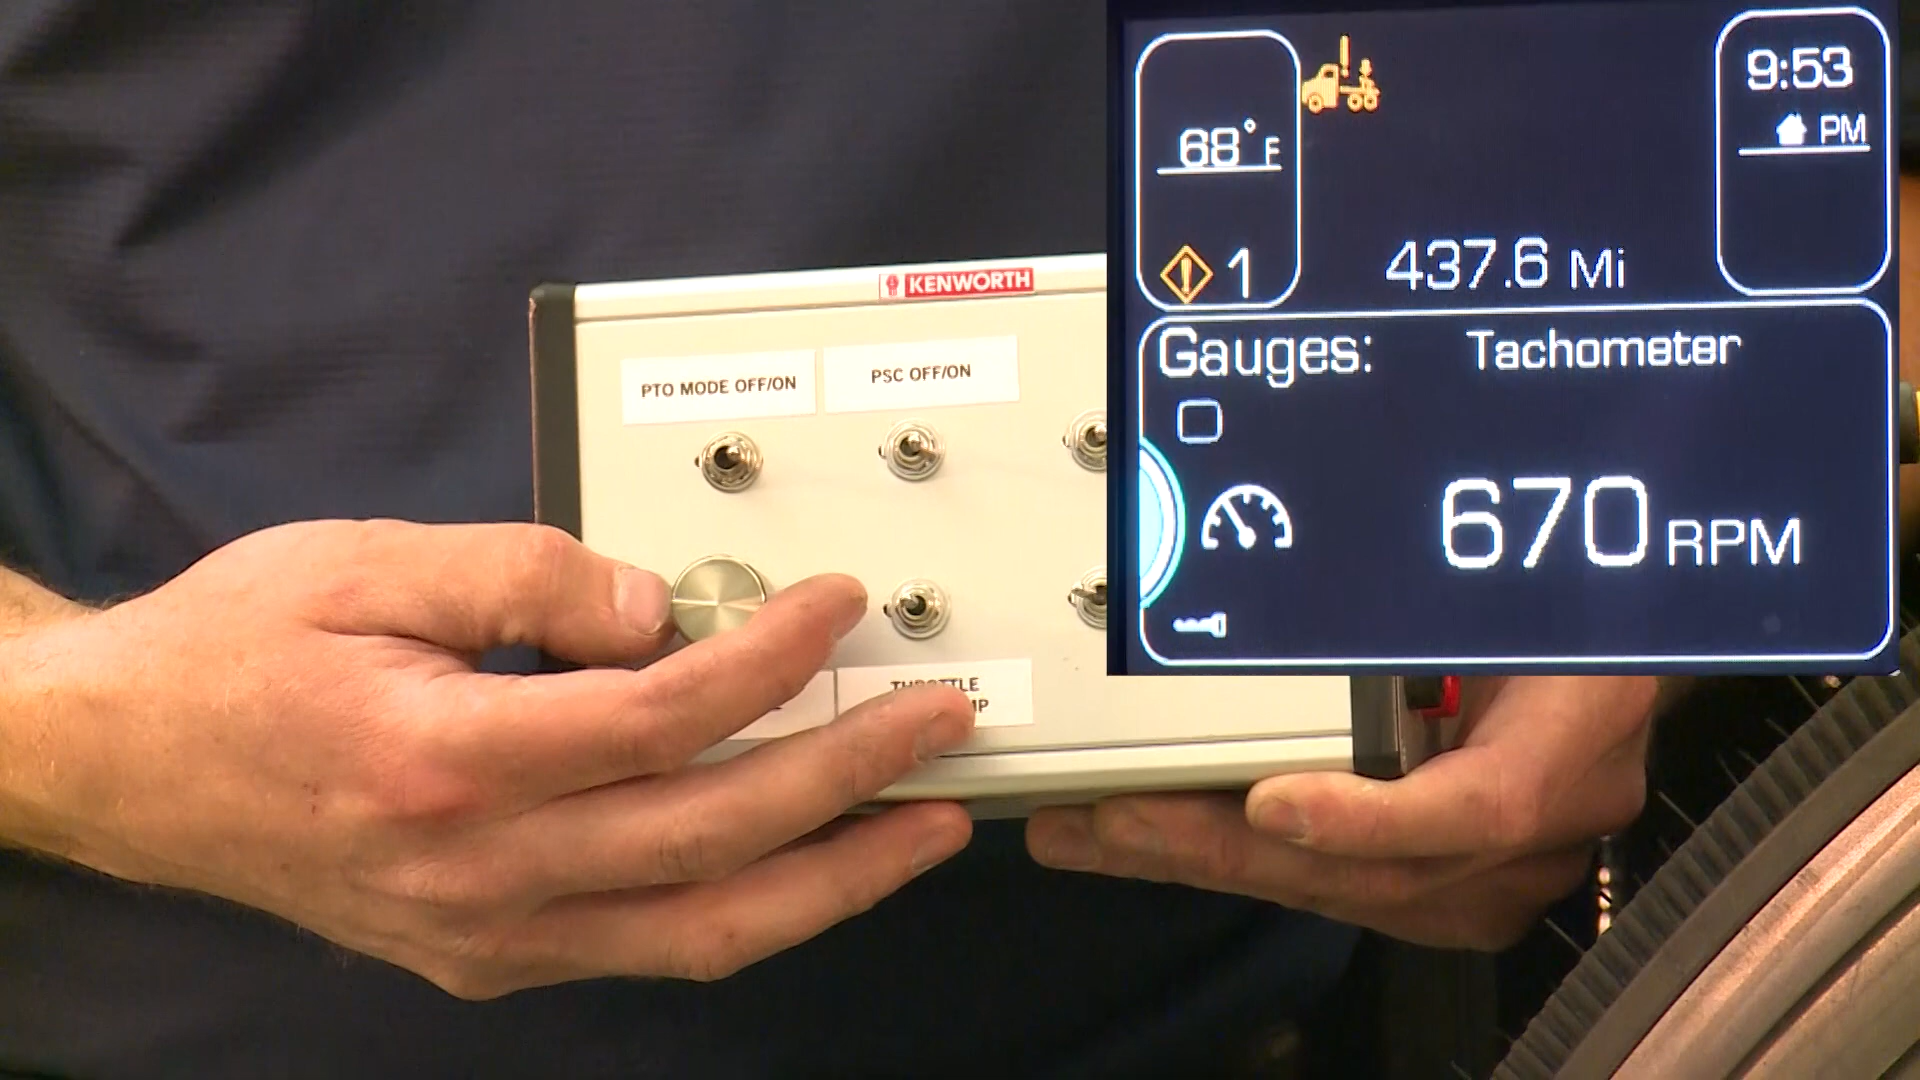 KENWORTH
PTO MODE OFF/ON
PSC OFF/ON
68°F
1
437.6 Mi
9:53
PM
Gauges: Tachometer
670 RPM